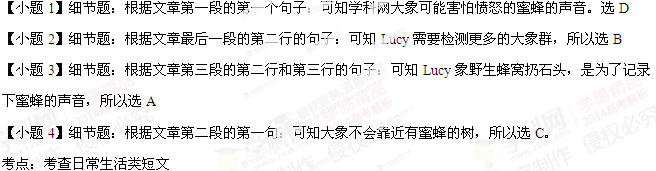 【小题1】细节题：根据文章第一段的第一个句子：可知学科网大象可能害怕愤怒的蜜蜂的声音。选 D
【小题2】细节题：根据文章最后一段的第二行的句子：可知 Lucy 需要检测更多的大象群，所以选 B
【小题3】细节题：根据文章第三段的第二行和第三行的句子：可知 Lucy 象野生蜂窝扔石头，是为了记录
下蜜蜂的声音，所以选 A
【小题4】细节题：根据文章第二段的第一句：可知大象不会靠近有蜜蜂的树，所以选 C。
考点：考查日常生活类短文